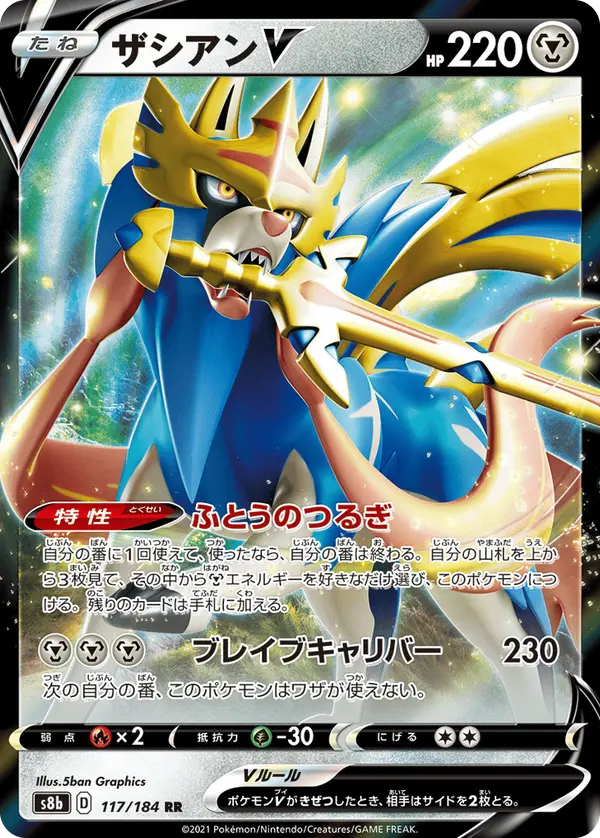 たね ザシアンV HP 220
特性 とくせい ふとうのつるぎ
自分の番に1回使えて、使ったなら、自分の番は終わる。自分の山札を上か
ら3枚見て、その中からエネルギーを好きなだけ選び、このポケモンにつ
ける。残りのカードは手札に加える。
ブレイブキャリバー 230
次の自分の番、このポケモンはワザが使えない。
弱点 ×2 抵抗力 -30 にげる
Illus.5ban Graphics
Vルール
s8b D 117/184 RR
ポケモンVがきぜつしたとき、相手はサイドを2枚とる。
©2021 Pokémon/Nintendo/Creatures/GAME FREAK.